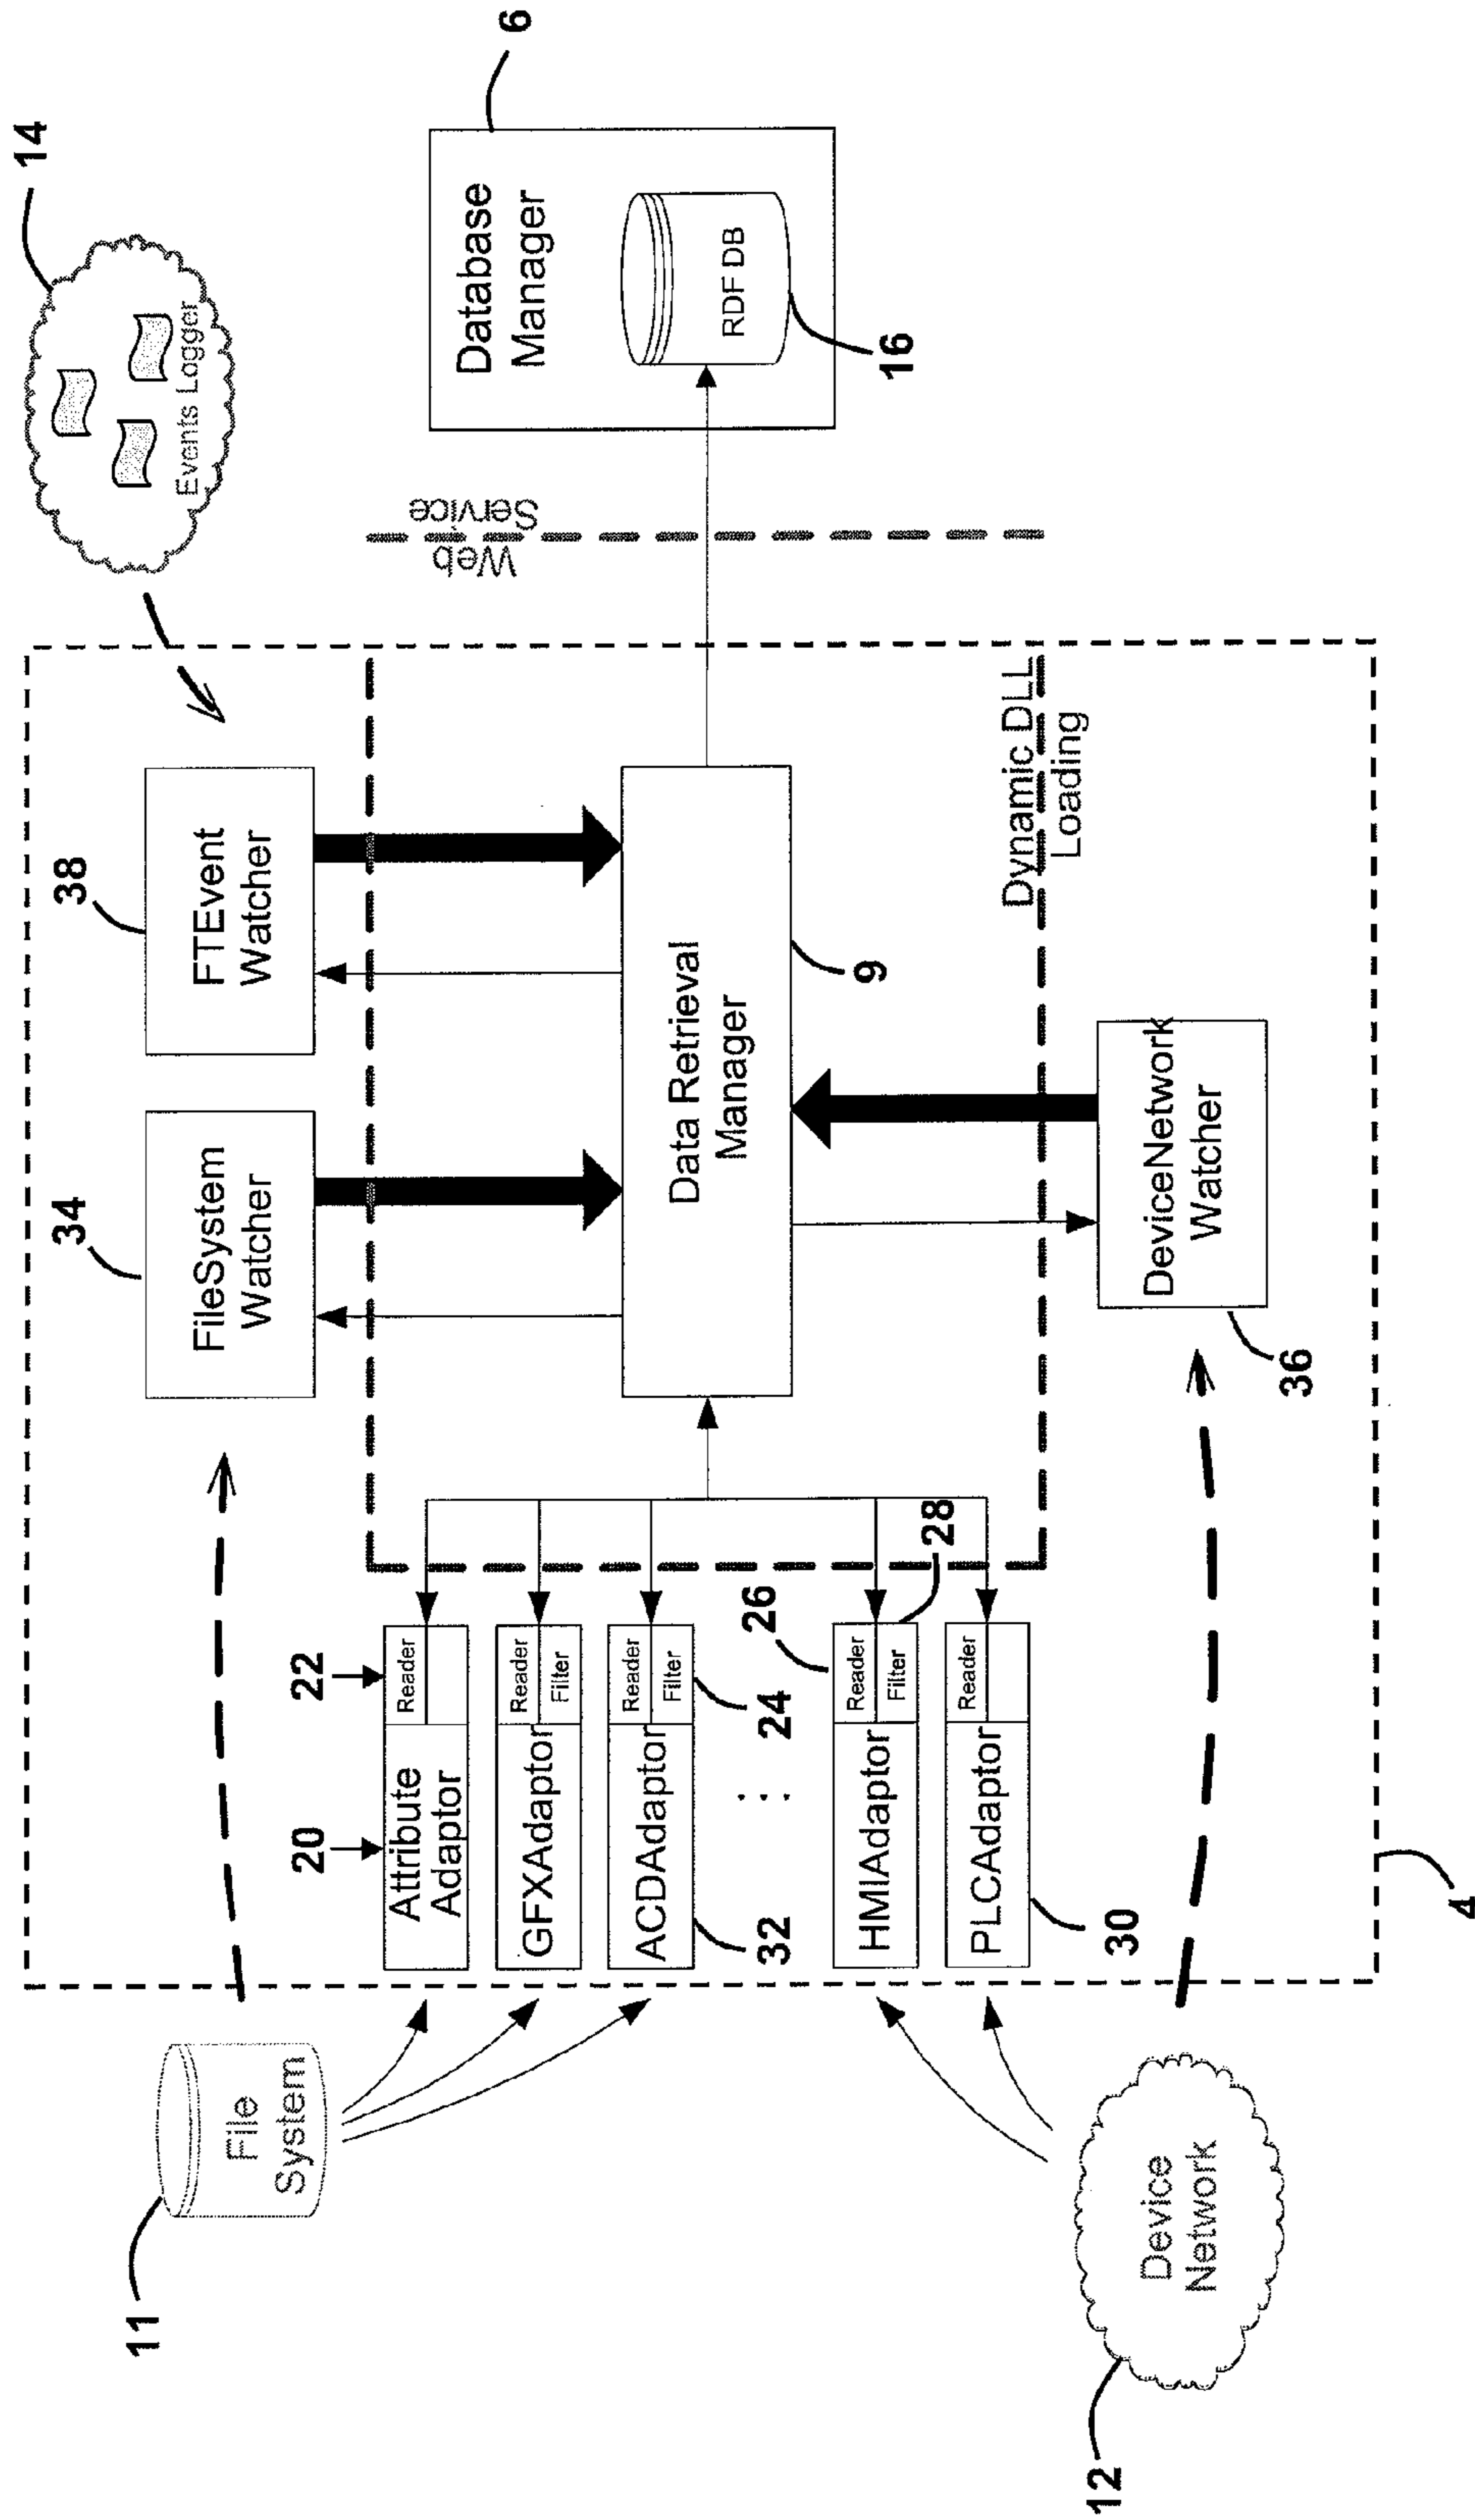 14
Events Logger
6
Database
Manager
RDF DB
16
Web
Service
38
FTEvent
Watcher
34
FileSystem
Watcher
Data Retrieval
Manager
9
Dynamic DLL
Loading
DeviceNetwork
Watcher
36
20
22
Attribute
Adaptor
Reader
GFXAdaptor
Reader
Filter
ACDAdaptor
Reader
Filter
32
24
26
28
HMIAdaptor
Reader
Filter
PLCAdaptor
Reader
30
4
11
File
System
12
Device
Network